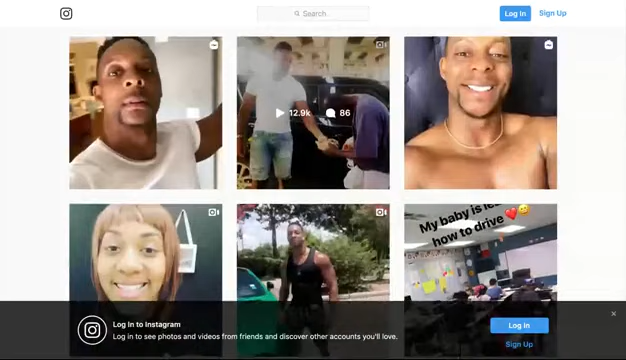 Search
Log In
Sign Up
12.9k
86
My baby is lea
how to drive
Log In to Instagram
Log in to see photos and videos from friends and discover other accounts you'll love.
Log In
Sign Up